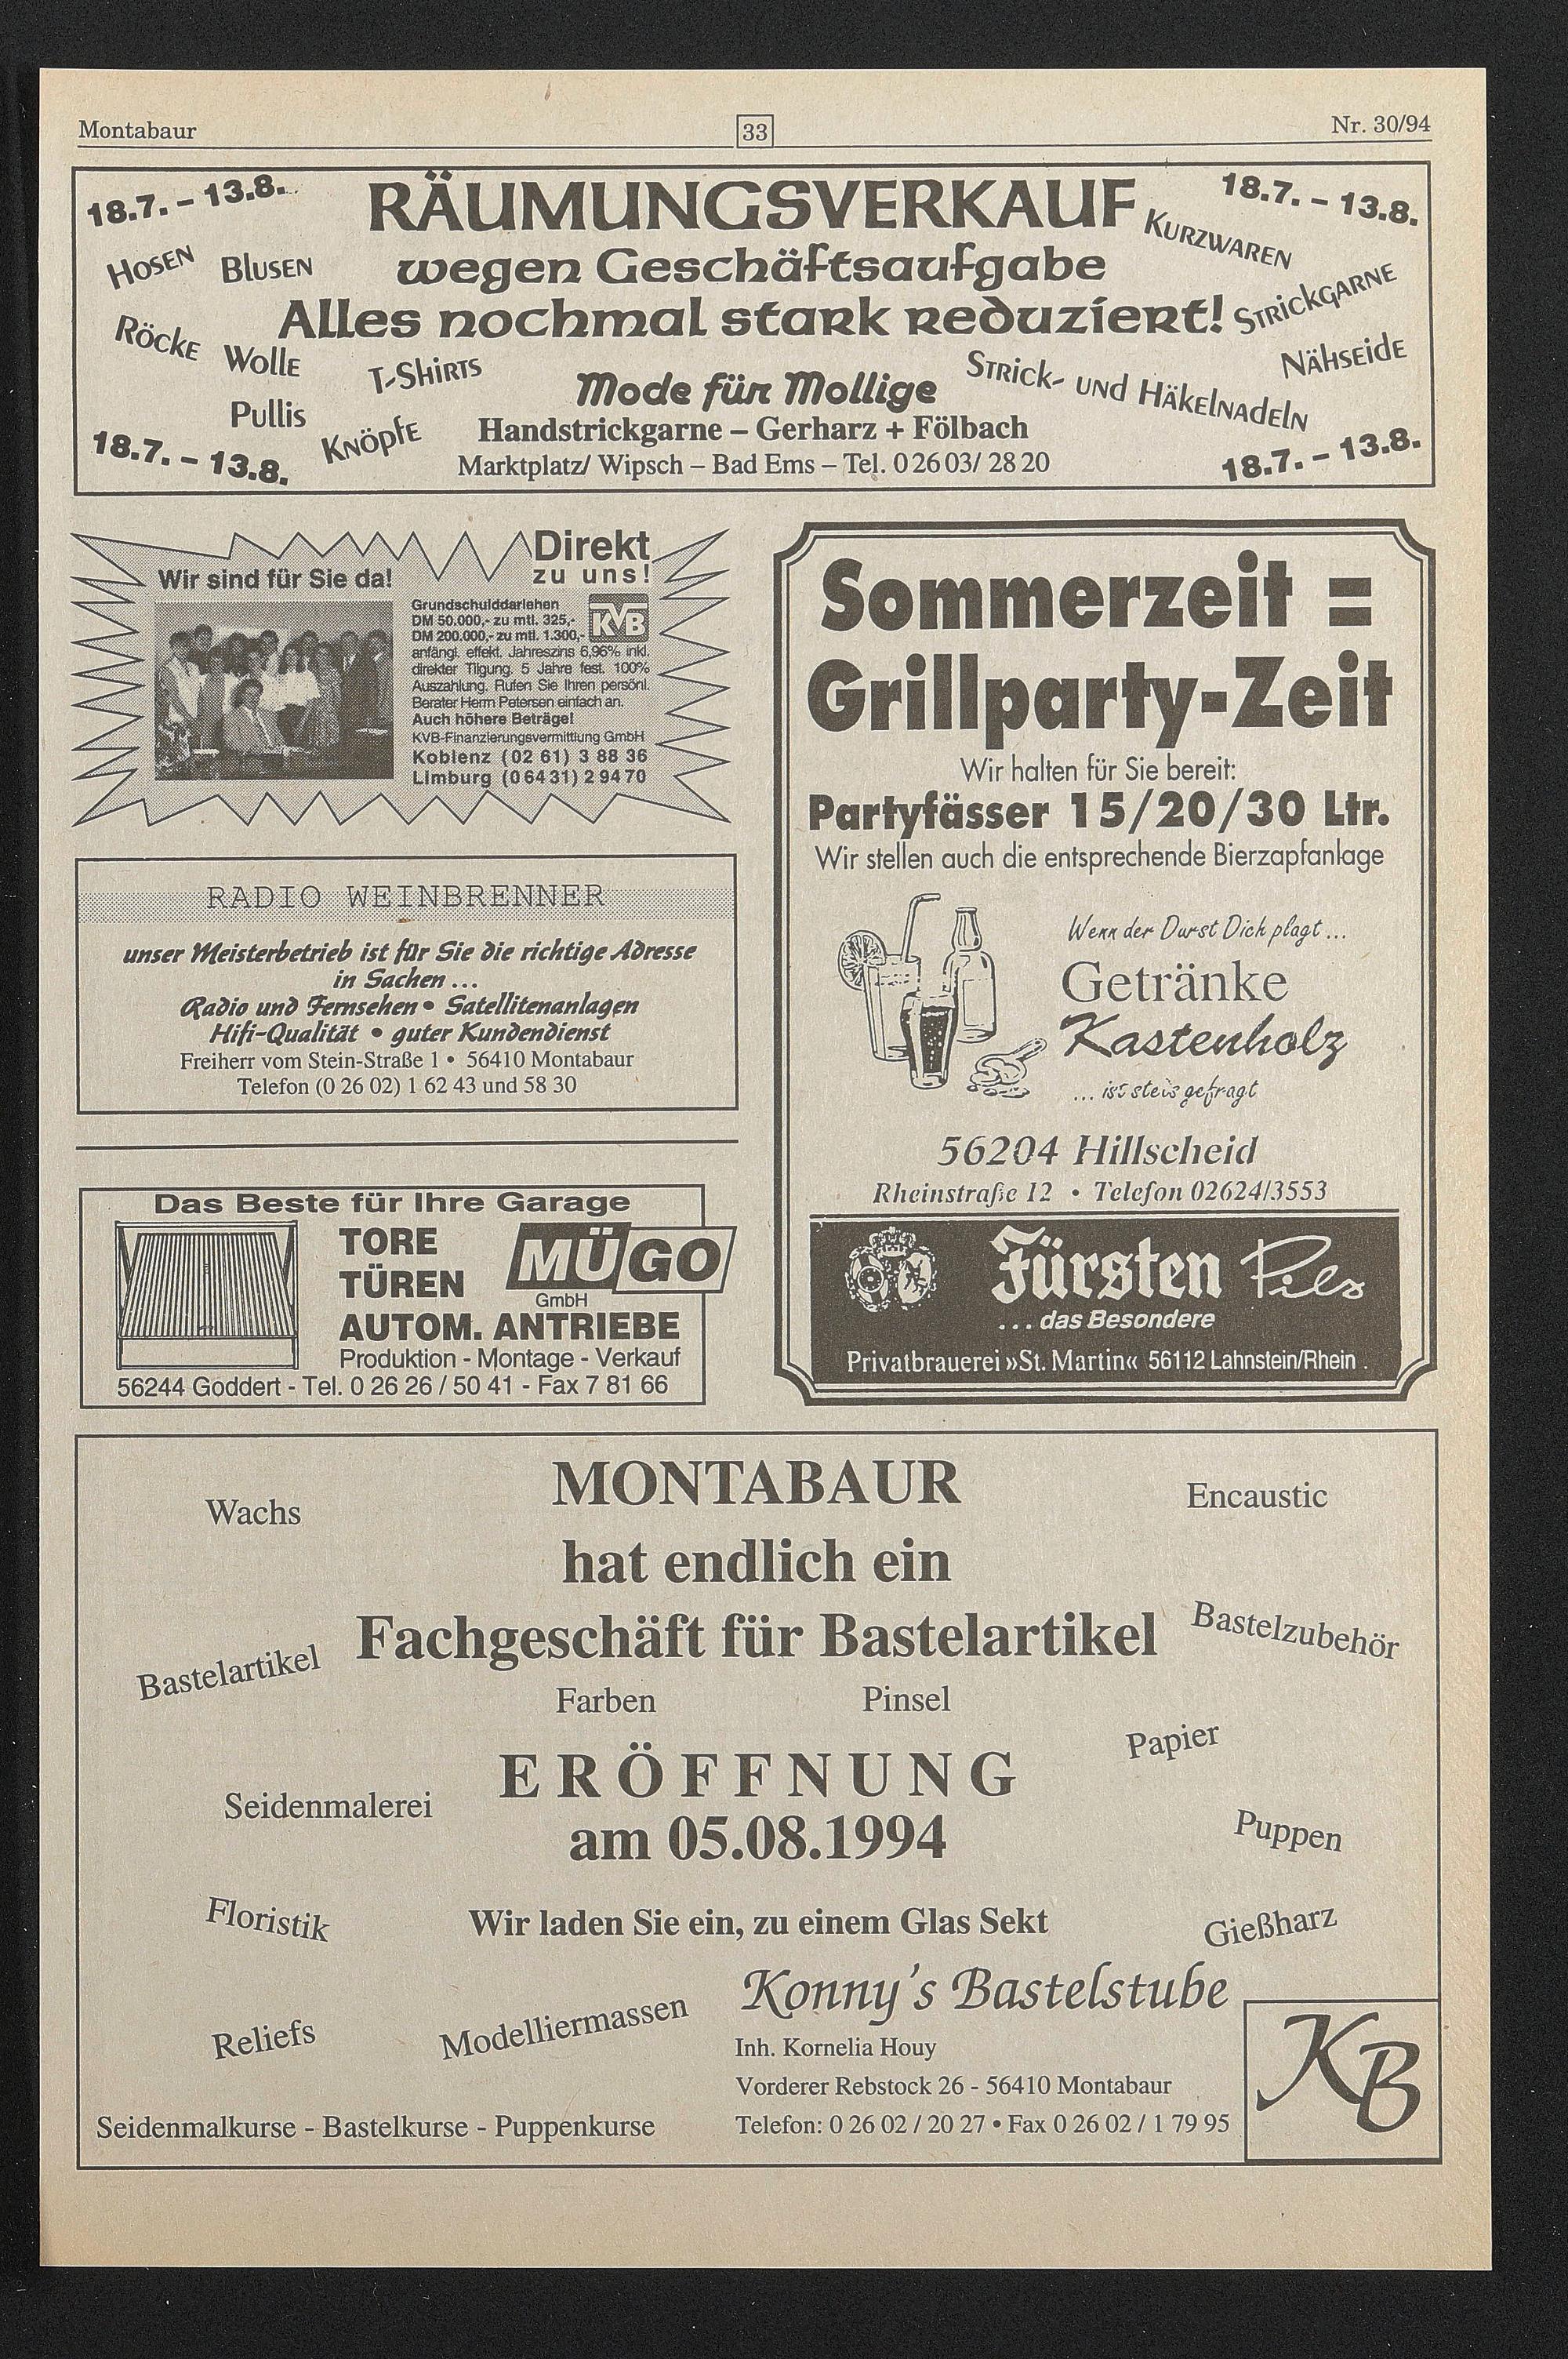 Montabaur
33
Nr. 30/94
18.7. – 13.8.
RÄUMUNGSVERKAUF
18.7. – 13.8.
Hosen
Blusen
wegen Geschäftsaufgabe
Kurzwaren
Alles nochmal stark reduziert!
Strickgarne
Röcke
Wolle
T-Shirts
Mode für Mollige
Strick- und Häkelnadeln
Nähseide
Pullis
Knöpfe
Handstrickgarne – Gerharz + Fölbach
18.7. – 13.8.
Marktplatz/ Wipsch – Bad Ems – Tel. 0 26 03/ 28 20
18.7. – 13.8.
Wir sind für Sie da!
Direkt
zu uns!
Grundschulddarlehen
DM 50.000,- zu mtl. 325,-
DM 200.000,- zu mtl. 1.300,-
KVB
anfängl. effekt. Jahreszins 6,96% inkl.
direkter Tilgung. 5 Jahre fest. 100%
Auszahlung. Rufen Sie Ihren persönl.
Berater Herrn Petersen einfach an.
Auch höhere Beträge!
KVB-Finanzierungsvermittlung GmbH
Koblenz (02 61) 3 88 36
Limburg (0 64 31) 2 94 70
RADIO WEINBRENNER
unser Meisterbetrieb ist für Sie die richtige Adresse
in Sachen ...
Radio und Fernsehen • Satellitenanlagen
Hifi-Qualität • guter Kundendienst
Freiherr vom Stein-Straße 1 • 56410 Montabaur
Telefon (0 26 02) 1 62 43 und 58 30
Das Beste für Ihre Garage
TORE
TÜREN
MÜGO
GmbH
AUTOM. ANTRIEBE
Produktion - Montage - Verkauf
56244 Goddert - Tel. 0 26 26 / 50 41 - Fax 7 81 66
Sommerzeit =
Grillparty-Zeit
Wir halten für Sie bereit:
Partyfässer 15/20/30 Ltr.
Wir stellen auch die entsprechende Bierzapfanlage
Wenn der Durst Dich plagt ...
Getränke
Kastenholz
... ist stets gefragt
56204 Hillscheid
Rheinstraße 12 • Telefon 02624/3553
Fürsten Pils
... das Besondere
Privatbrauerei »St. Martin« 56112 Lahnstein/Rhein
MONTABAUR
Wachs
Encaustic
hat endlich ein
Fachgeschäft für Bastelartikel
Bastelzubehör
Bastelartikel
Farben
Pinsel
Papier
ERÖFFNUNG
Seidenmalerei
am 05.08.1994
Puppen
Floristik
Wir laden Sie ein, zu einem Glas Sekt
Gießharz
Konny's Bastelstube
Reliefs
Modelliermassen
Inh. Kornelia Houy
Vorderer Rebstock 26 - 56410 Montabaur
Seidenmalkurse - Bastelkurse - Puppenkurse
Telefon: 0 26 02 / 20 27 • Fax 0 26 02 / 1 79 95
KB